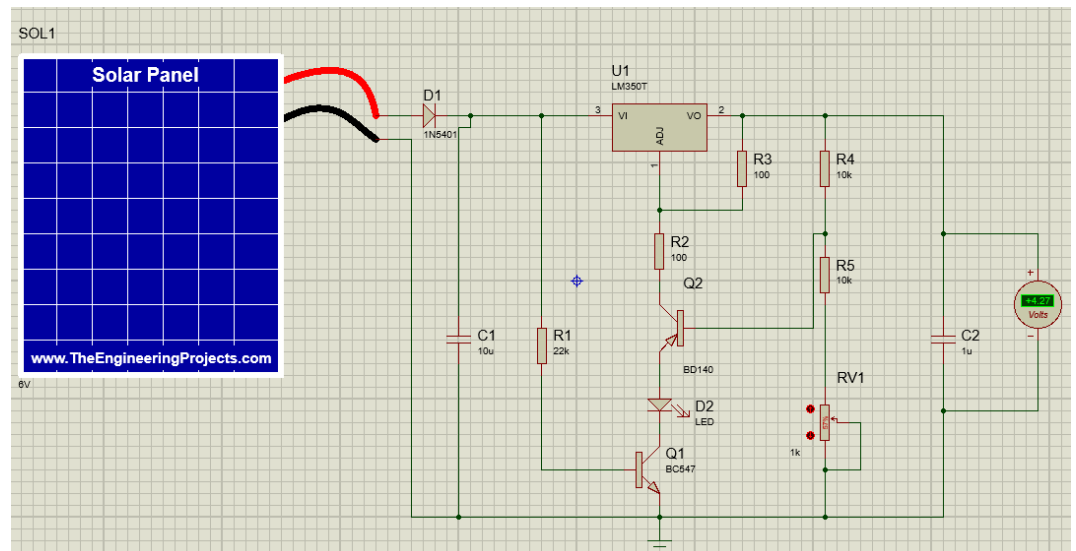 SOL1
Solar Panel
www.TheEngineeringProjects.com
6V
D1
1N5401
U1
LM350T
3
VI
VO
2
ADJ
1
R3
100
R4
10k
R2
100
R5
10k
Q2
BD140
C1
10u
R1
22k
D2
LED
Q1
BC547
RV1
57%
1k
C2
1u
+
+4.27
Volts
−